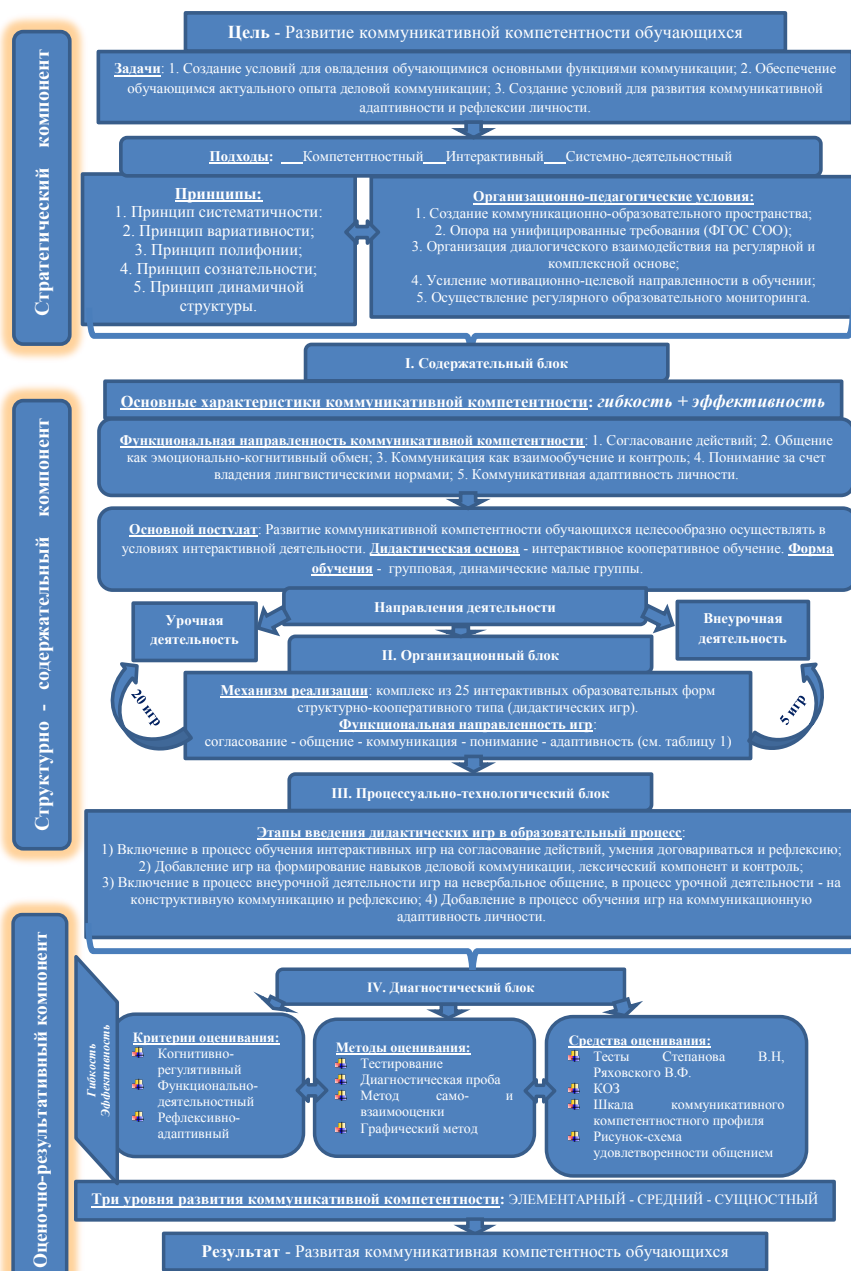 Стратегический компонент
Цель - Развитие коммуникативной компетентности обучающихся
Задачи: 1. Создание условий для овладения обучающимися основными функциями коммуникации; 2. Обеспечение
обучающимся актуального опыта деловой коммуникации; 3. Создание условий для развития коммуникативной
адаптивности и рефлексии личности.
Подходы: ___Компетентностный___Интерактивный___Системно-деятельностный
Принципы:
1. Принцип систематичности:
2. Принцип вариативности;
3. Принцип полифонии;
4. Принцип сознательности;
5. Принцип динамичной
структуры.
Организационно-педагогические условия:
1. Создание коммуникационно-образовательного пространства;
2. Опора на унифицированные требования (ФГОС СОО);
3. Организация диалогического взаимодействия на регулярной и
комплексной основе;
4. Усиление мотивационно-целевой направленности в обучении;
5. Осуществление регулярного образовательного мониторинга.
Структурно - содержательный компонент
I. Содержательный блок
Основные характеристики коммуникативной компетентности: гибкость + эффективность
Функциональная направленность коммуникативной компетентности: 1. Согласование действий; 2. Общение
как эмоционально-когнитивный обмен; 3. Коммуникация как взаимообучение и контроль; 4. Понимание за счет
владения лингвистическими нормами; 5. Коммуникативная адаптивность личности.
Основной постулат: Развитие коммуникативной компетентности обучающихся целесообразно осуществлять в
условиях интерактивной деятельности. Дидактическая основа - интерактивное кооперативное обучение. Форма
обучения - групповая, динамические малые группы.
Направления деятельности
Урочная
деятельность
Внеурочная
деятельность
II. Организационный блок
20 игр
Механизм реализации: комплекс из 25 интерактивных образовательных форм
структурно-кооперативного типа (дидактических игр).
Функциональная направленность игр:
согласование - общение - коммуникация - понимание - адаптивность (см. таблицу 1)
5 игр
III. Процессуально-технологический блок
Этапы введения дидактических игр в образовательный процесс:
1) Включение в процесс обучения интерактивных игр на согласование действий, умения договариваться и рефлексию;
2) Добавление игр на формирование навыков деловой коммуникации, лексический компонент и контроль;
3) Включение в процесс внеурочной деятельности игр на невербальное общение, в процесс урочной деятельности - на
конструктивную коммуникацию и рефлексию; 4) Добавление в процесс обучения игр на коммуникационную
адаптивность личности.
Оценочно-результативный компонент
IV. Диагностический блок
Гибкость
Эффективность
Критерии оценивания:
Когнитивно-
регулятивный
Функционально-
деятельностный
Рефлексивно-
адаптивный
Методы оценивания:
Тестирование
Диагностическая проба
Метод само- и
взаимооценки
Графический метод
Средства оценивания:
Тесты Степанова В.Н,
Ряховского В.Ф.
КОЗ
Шкала коммуникативного
компетентностного профиля
Рисунок-схема
удовлетворенности общением
Три уровня развития коммуникативной компетентности: ЭЛЕМЕНТАРНЫЙ - СРЕДНИЙ - СУЩНОСТНЫЙ
Результат - Развитая коммуникативная компетентность обучающихся